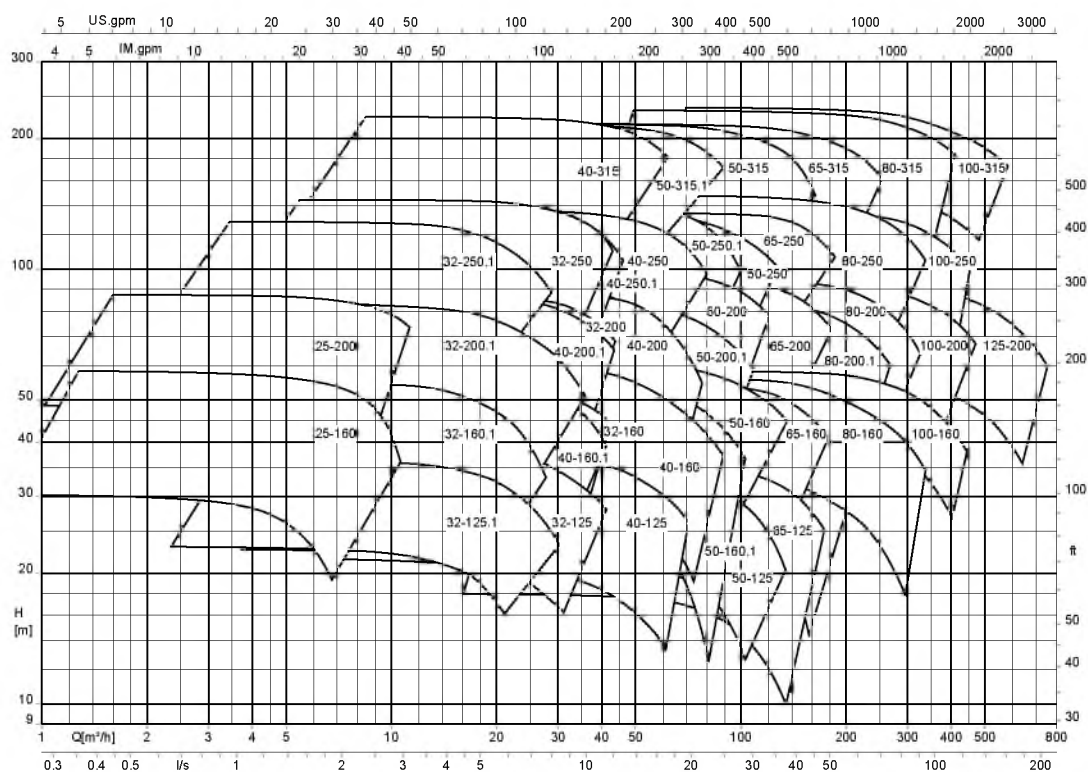 US.gpm 10 20 30 40 50 100 200 300 400 500 1000 2000 3000
4 5 IM.gpm 10 20 30 40 50 100 200 300 400 500 1000 2000
300
200
40-315 50-315.1 50-315 65-315 80-315 100-315
500
400
100 32-250.1 32-250 40-250 40-250.1 50-250.1 50-250 65-250 80-250 100-250
300
25-200 32-200.1 32-200 40-200.1 40-200 50-200 50-200.1 65-200 80-200 80-200.1 100-200 125-200
200
50
40 25-160 32-160.1 32-160 40-160.1 40-160 50-160 65-160 80-160 100-160
30 100
32-125.1 32-125 40-125 50-160.1 50-125 65-125
20 ft
H
[m]
50
40
10
9 30
1 Q[m³/h] 2 3 4 5 10 20 30 40 50 100 200 300 400 500 800
0.3 0.4 0.5 l/s 1 2 3 4 5 10 20 30 40 50 100 200